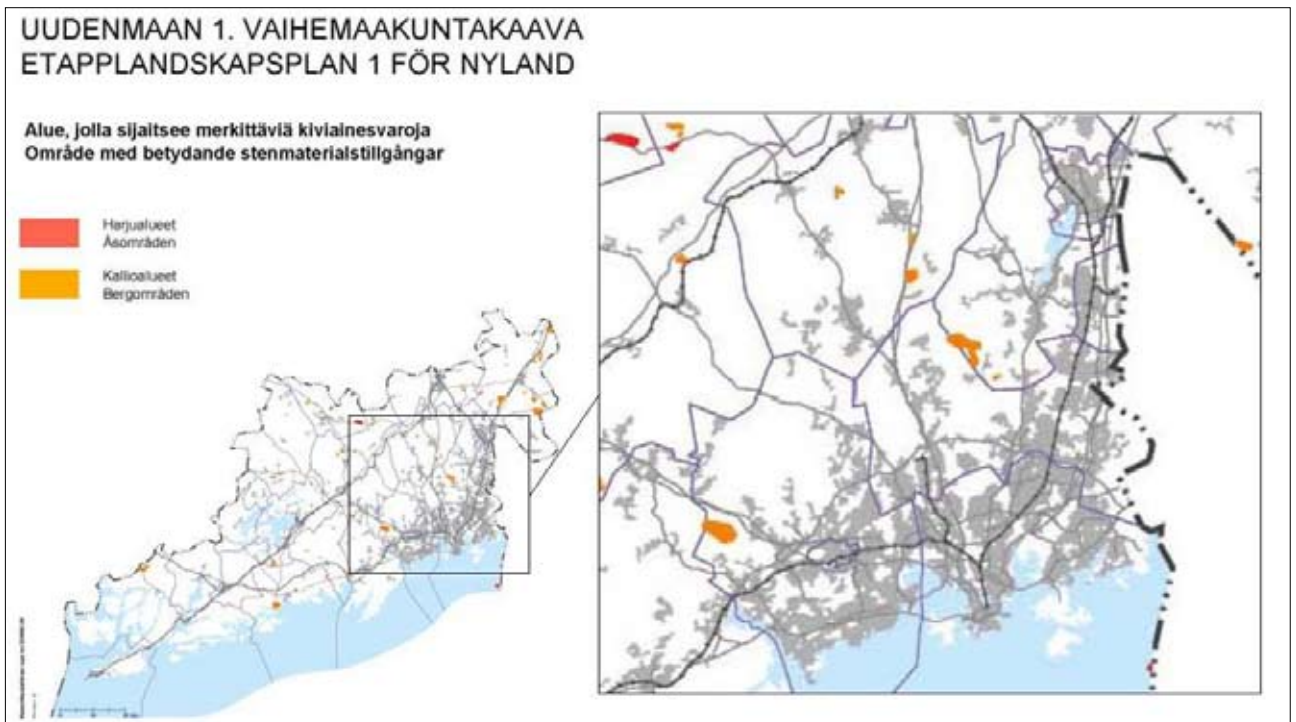 UUDENMAAN 1. VAIHEMAAKUNTAKAAVA
ETAPPLANDSKAPSPLAN 1 FÖR NYLAND
Alue, jolla sijaitsee merkittäviä kiviainesvaroja
Område med betydande stenmaterialstillgångar
Harjualueet
Åsområden
Kallioalueet
Bergområden